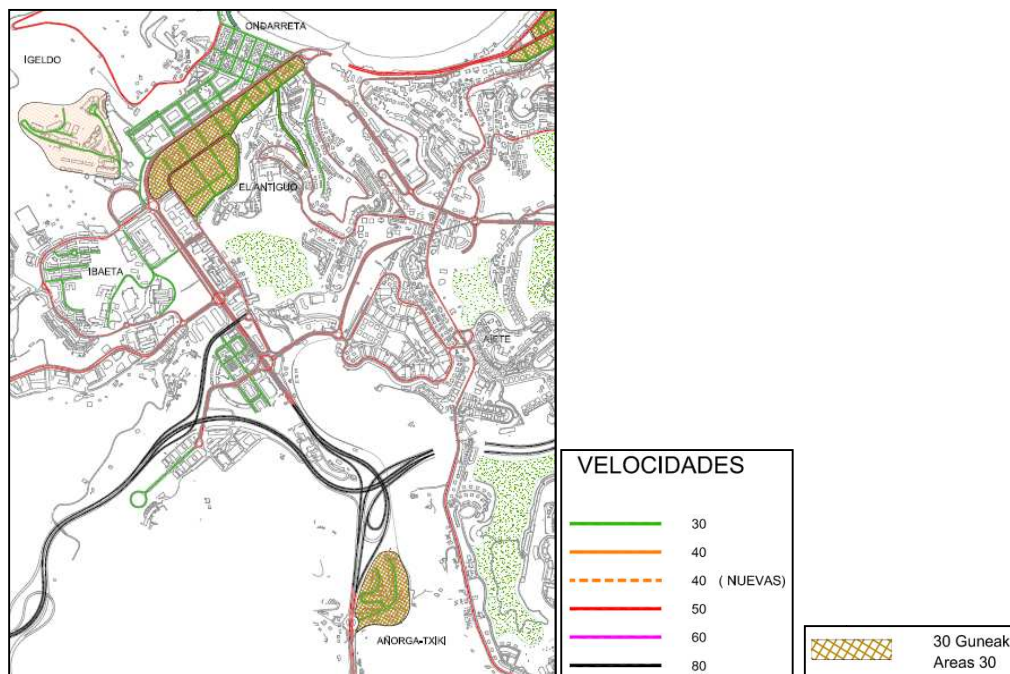 ONDARRETA
IGELDO
EL ANTIGUO
IBAETA
AIETE
AÑORGA-TXIKI
VELOCIDADES
30
40
40 ( NUEVAS)
50
60
80
30 Guneak
Areas 30